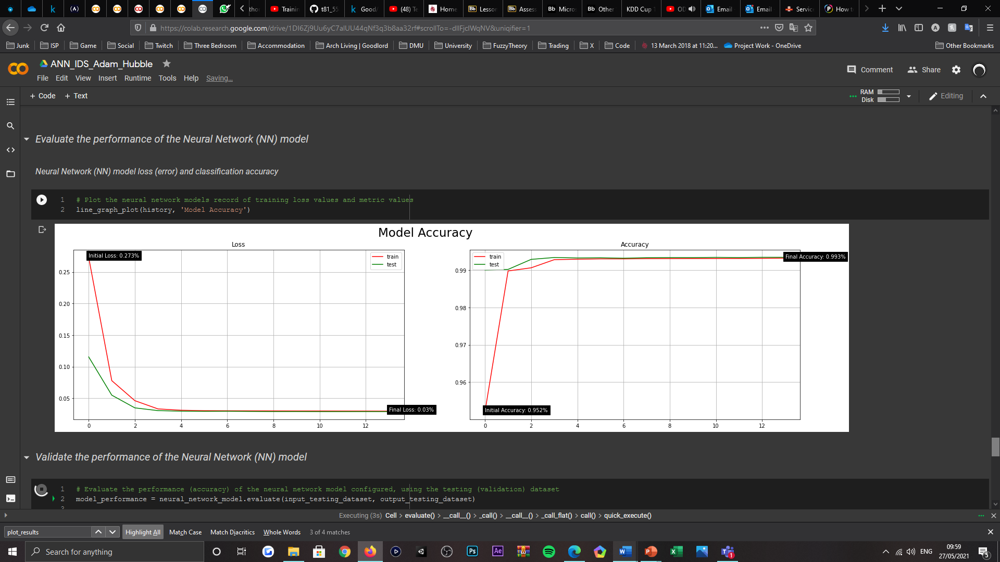 thor
Trainin
t81_55
Good/
(48) Te
Home
Bb Lessor
Bb Assess
Bb Micros
Bb Other
KDD Cup 1
OD
Email
Email
Servic
How t
https://colab.research.google.com/drive/1DI6Zj9Uu6yC7alUU44qNf3q3b8aa32rf#scrollTo=-dllFjclWqNV&uniqifier=1
Junk
ISP
Game
Social
Twitch
Three Bedroom
Accommodation
Arch Living | Goodlord
DMU
University
FuzzyTheory
Trading
X
Code
13 March 2018 at 11:20...
Project Work - OneDrive
Other Bookmarks
ANN_IDS_Adam_Hubble
File Edit View Insert Runtime Tools Help Saving...
Comment
Share
+ Code + Text
RAM
Disk
Editing
Evaluate the performance of the Neural Network (NN) model
Neural Network (NN) model loss (error) and classification accuracy
1 # Plot the neural network models record of training loss values and metric values
2 line_graph_plot(history, 'Model Accuracy')
Model Accuracy
Loss
Initial Loss: 0.273%
train
test
0.25
0.20
0.15
0.10
0.05
Final Loss: 0.03%
0 2 4 6 8 10 12
Accuracy
train
test
Final Accuracy: 0.993%
0.99
0.98
0.97
0.96
Initial Accuracy: 0.952%
0 2 4 6 8 10 12
Validate the performance of the Neural Network (NN) model
1 # Evaluate the performance (accuracy) of the neural network model configured, using the testing (validation) dataset
2 model_performance = neural_network_model.evaluate(input_testing_dataset, output_testing_dataset)
Executing (3s) Cell > evaluate() > __call__() > _call() > __call__() > _call_flat() > call() > quick_execute()
plot_results
Highlight All
Match Case
Match Diacritics
Whole Words
3 of 4 matches
Search for anything
Ps
Ae
ENG
09:59
27/05/2021
1
5